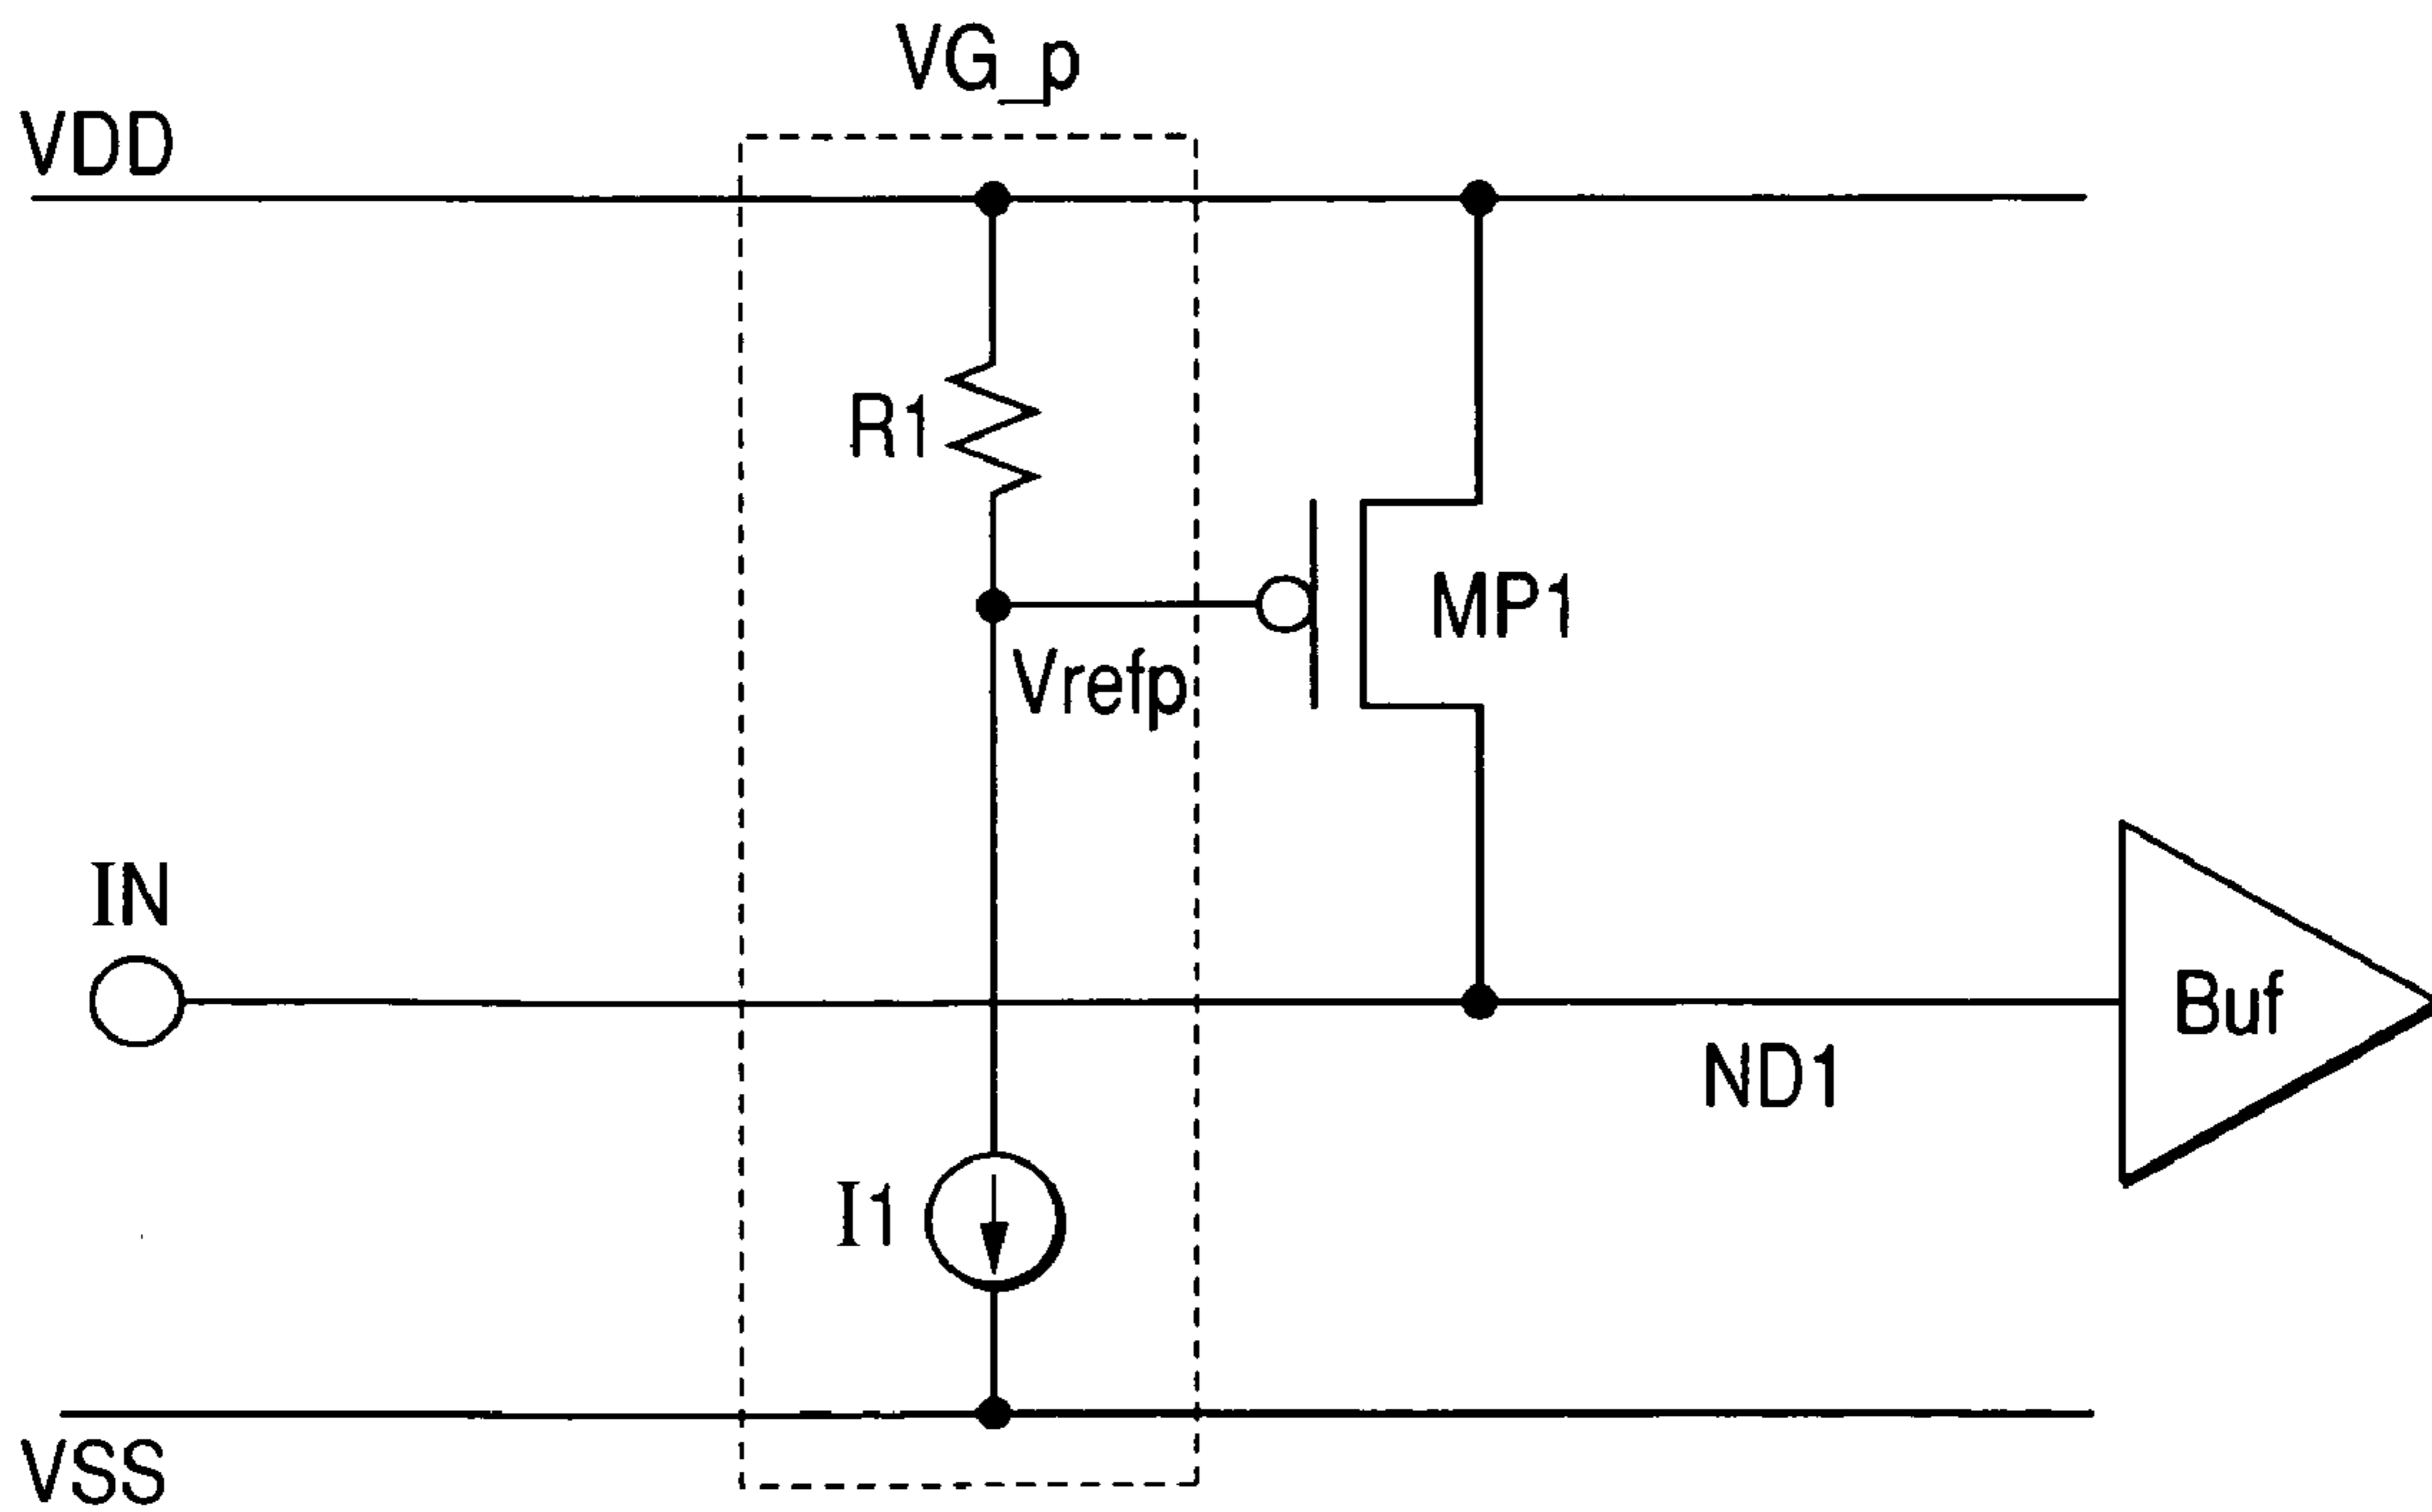 VG_p
VDD
R1
MP1
Vrefp
IN
Buf
ND1
I1
VSS